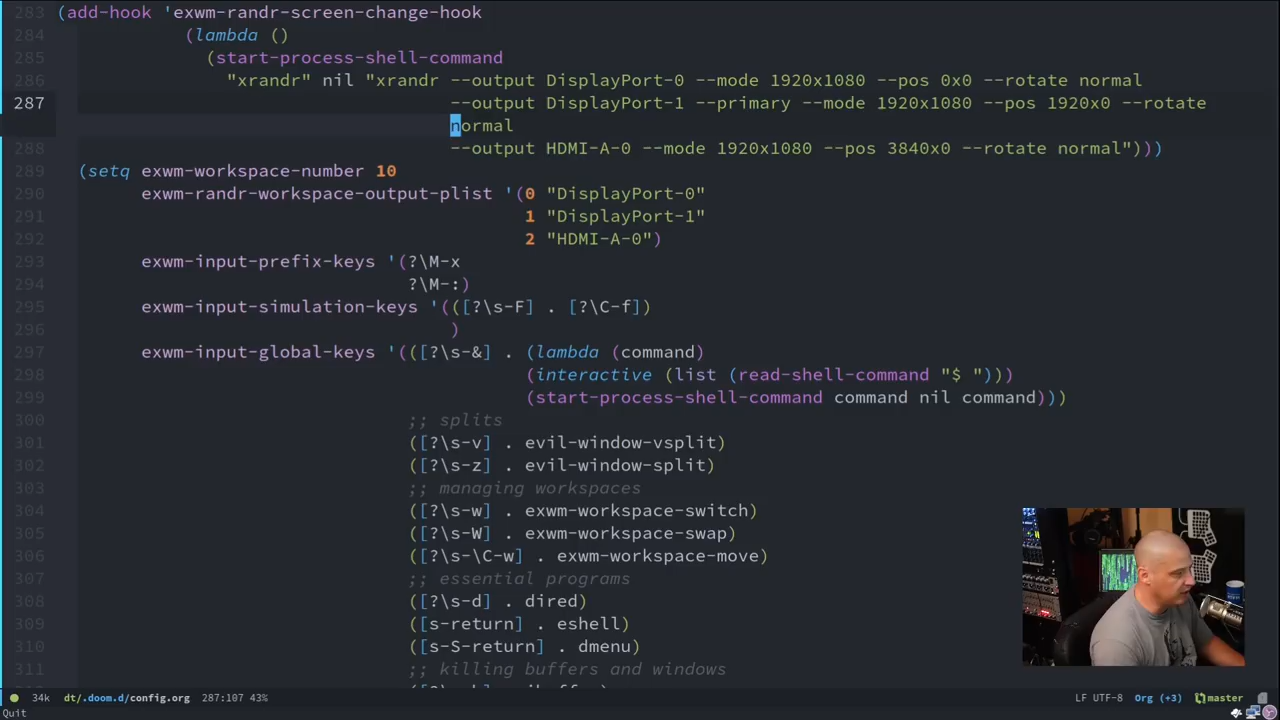 283 (add-hook 'exwm-randr-screen-change-hook
284 (lambda ()
285 (start-process-shell-command
286 "xrandr" nil "xrandr --output DisplayPort-0 --mode 1920x1080 --pos 0x0 --rotate normal
287 --output DisplayPort-1 --primary --mode 1920x1080 --pos 1920x0 --rotate
normal
288 --output HDMI-A-0 --mode 1920x1080 --pos 3840x0 --rotate normal")))
289 (setq exwm-workspace-number 10
290 exwm-randr-workspace-output-plist '(0 "DisplayPort-0"
291 1 "DisplayPort-1"
292 2 "HDMI-A-0")
293 exwm-input-prefix-keys '(?\M-x
294 ?\M-:)
295 exwm-input-simulation-keys '(([?\s-F] . [?\C-f])
296 )
297 exwm-input-global-keys '(([?\s-&] . (lambda (command)
298 (interactive (list (read-shell-command "$ ")))
299 (start-process-shell-command command nil command)))
300 ;; splits
301 ([?\s-v] . evil-window-vsplit)
302 ([?\s-z] . evil-window-split)
303 ;; managing workspaces
304 ([?\s-w] . exwm-workspace-switch)
305 ([?\s-W] . exwm-workspace-swap)
306 ([?\s-\C-w] . exwm-workspace-move)
307 ;; essential programs
308 ([?\s-d] . dired)
309 ([s-return] . eshell)
310 ([s-S-return] . dmenu)
311 ;; killing buffers and windows
34k dt/.doom.d/config.org 287:107 43% LF UTF-8 Org (+3) master
Quit